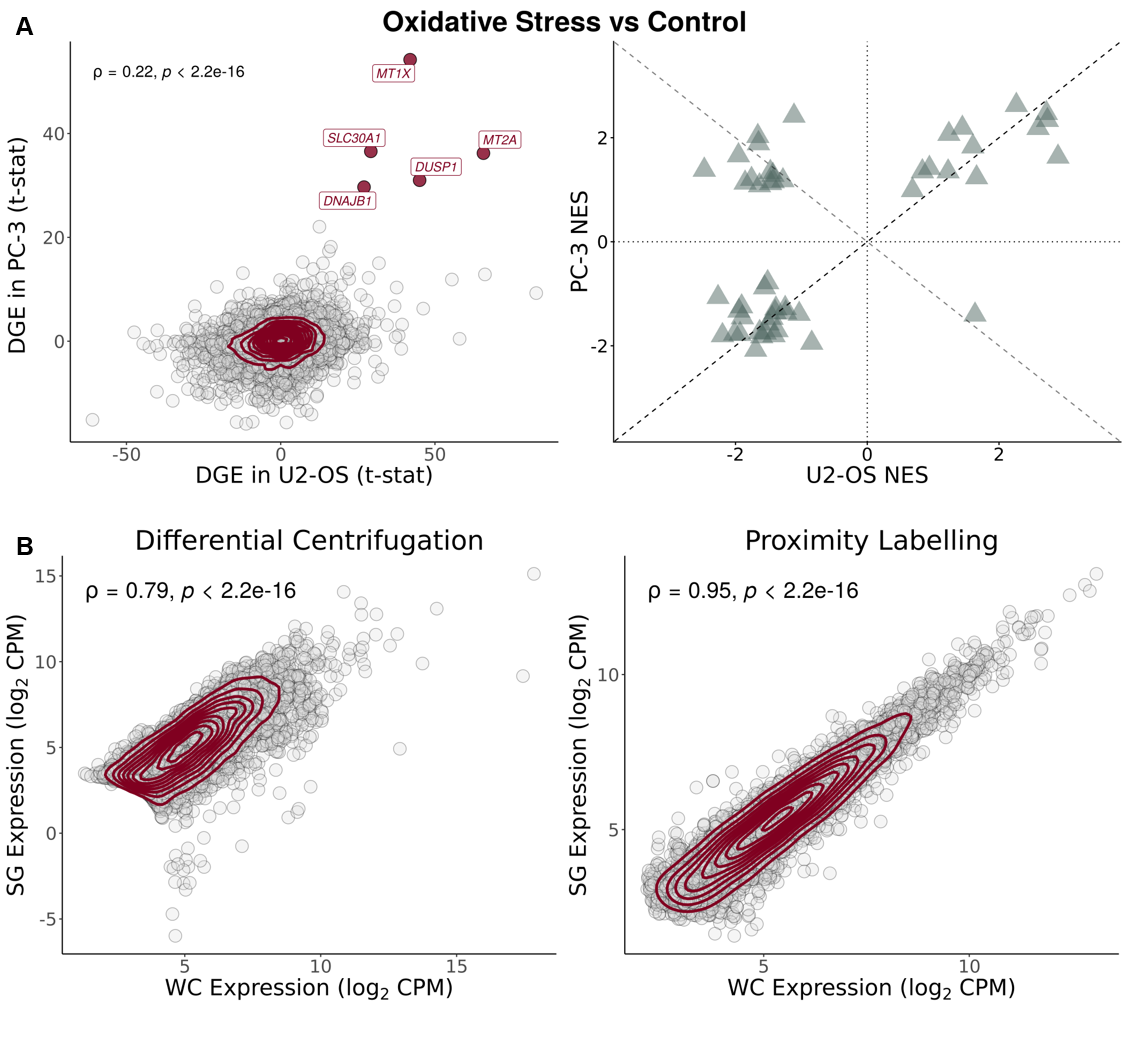 A
Oxidative Stress vs Control
ρ = 0.22, p < 2.2e-16
MT1X
SLC30A1
MT2A
DUSP1
DNAJB1
40
20
0
-50
0
50
DGE in PC-3 (t-stat)
DGE in U2-OS (t-stat)
2
0
-2
-2
0
2
PC-3 NES
U2-OS NES
B
Differential Centrifugation
ρ = 0.79, p < 2.2e-16
15
10
5
0
-5
5
10
15
SG Expression (log₂ CPM)
WC Expression (log₂ CPM)
Proximity Labelling
ρ = 0.95, p < 2.2e-16
10
5
5
10
SG Expression (log₂ CPM)
WC Expression (log₂ CPM)